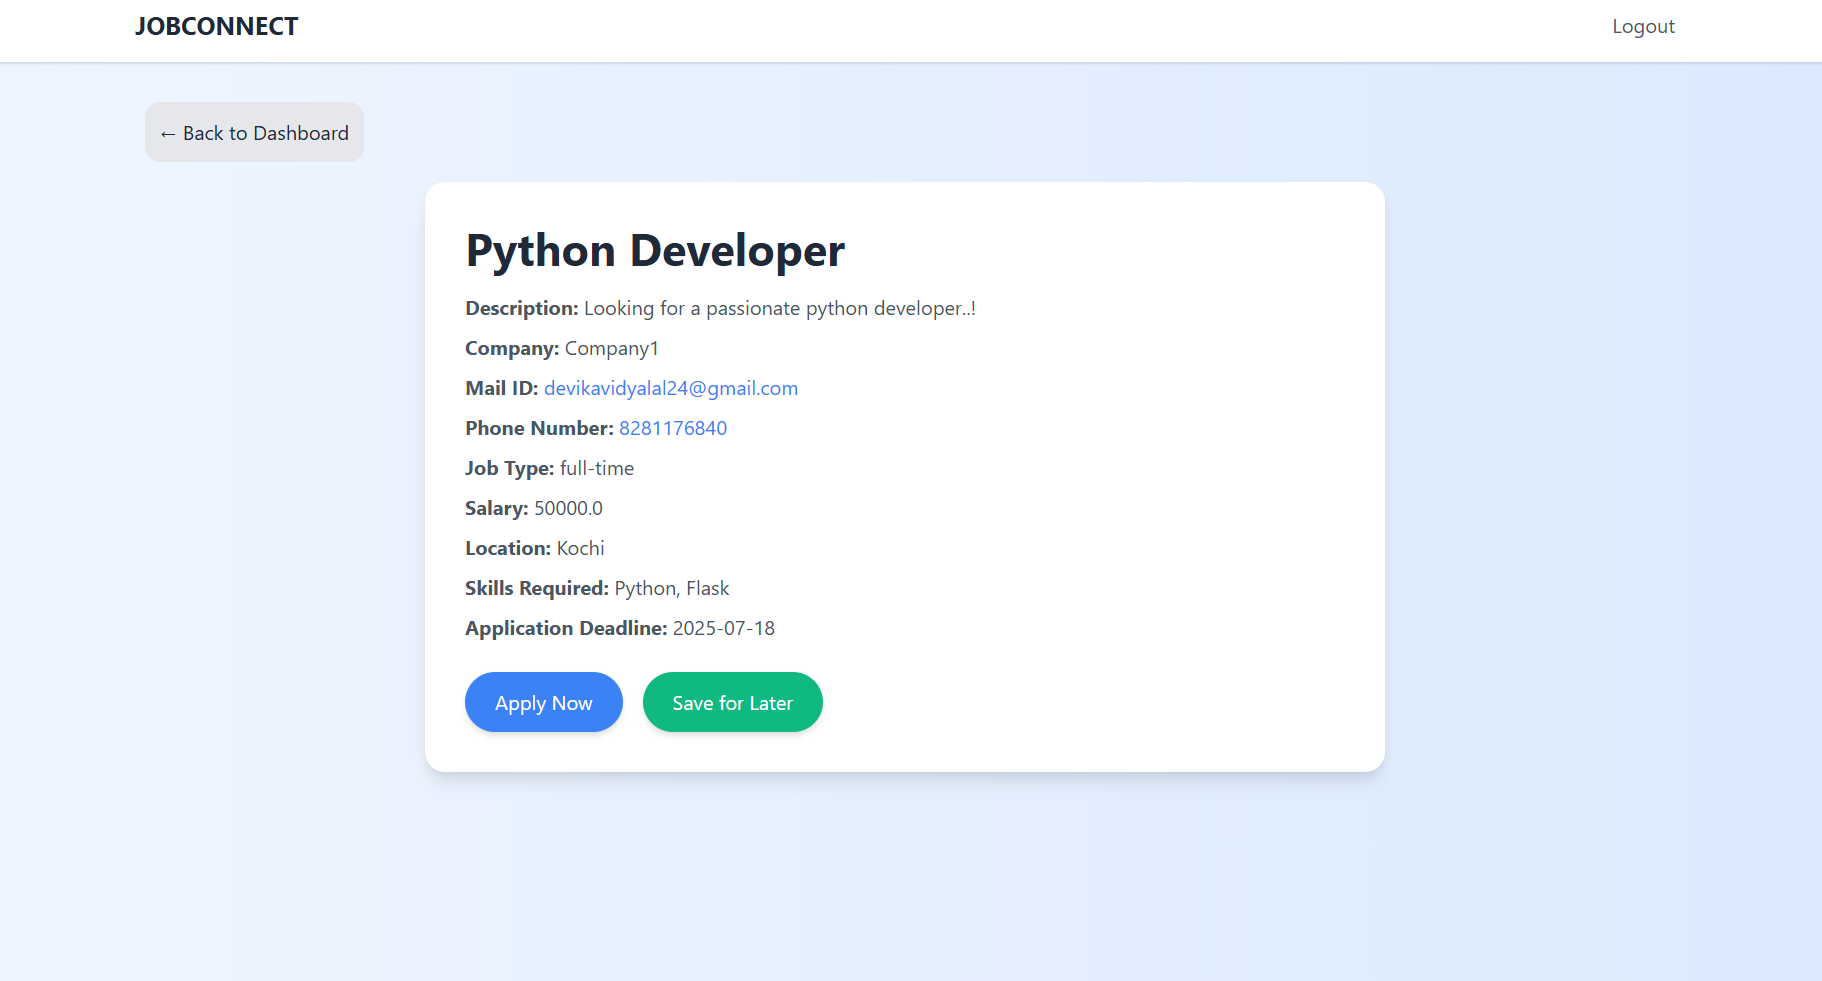 JOBCONNECT
Logout
← Back to Dashboard
Python Developer
Description: Looking for a passionate python developer..!
Company: Company1
Mail ID: devikavidyalal24@gmail.com
Phone Number: 8281176840
Job Type: full-time
Salary: 50000.0
Location: Kochi
Skills Required: Python, Flask
Application Deadline: 2025-07-18
Apply Now
Save for Later